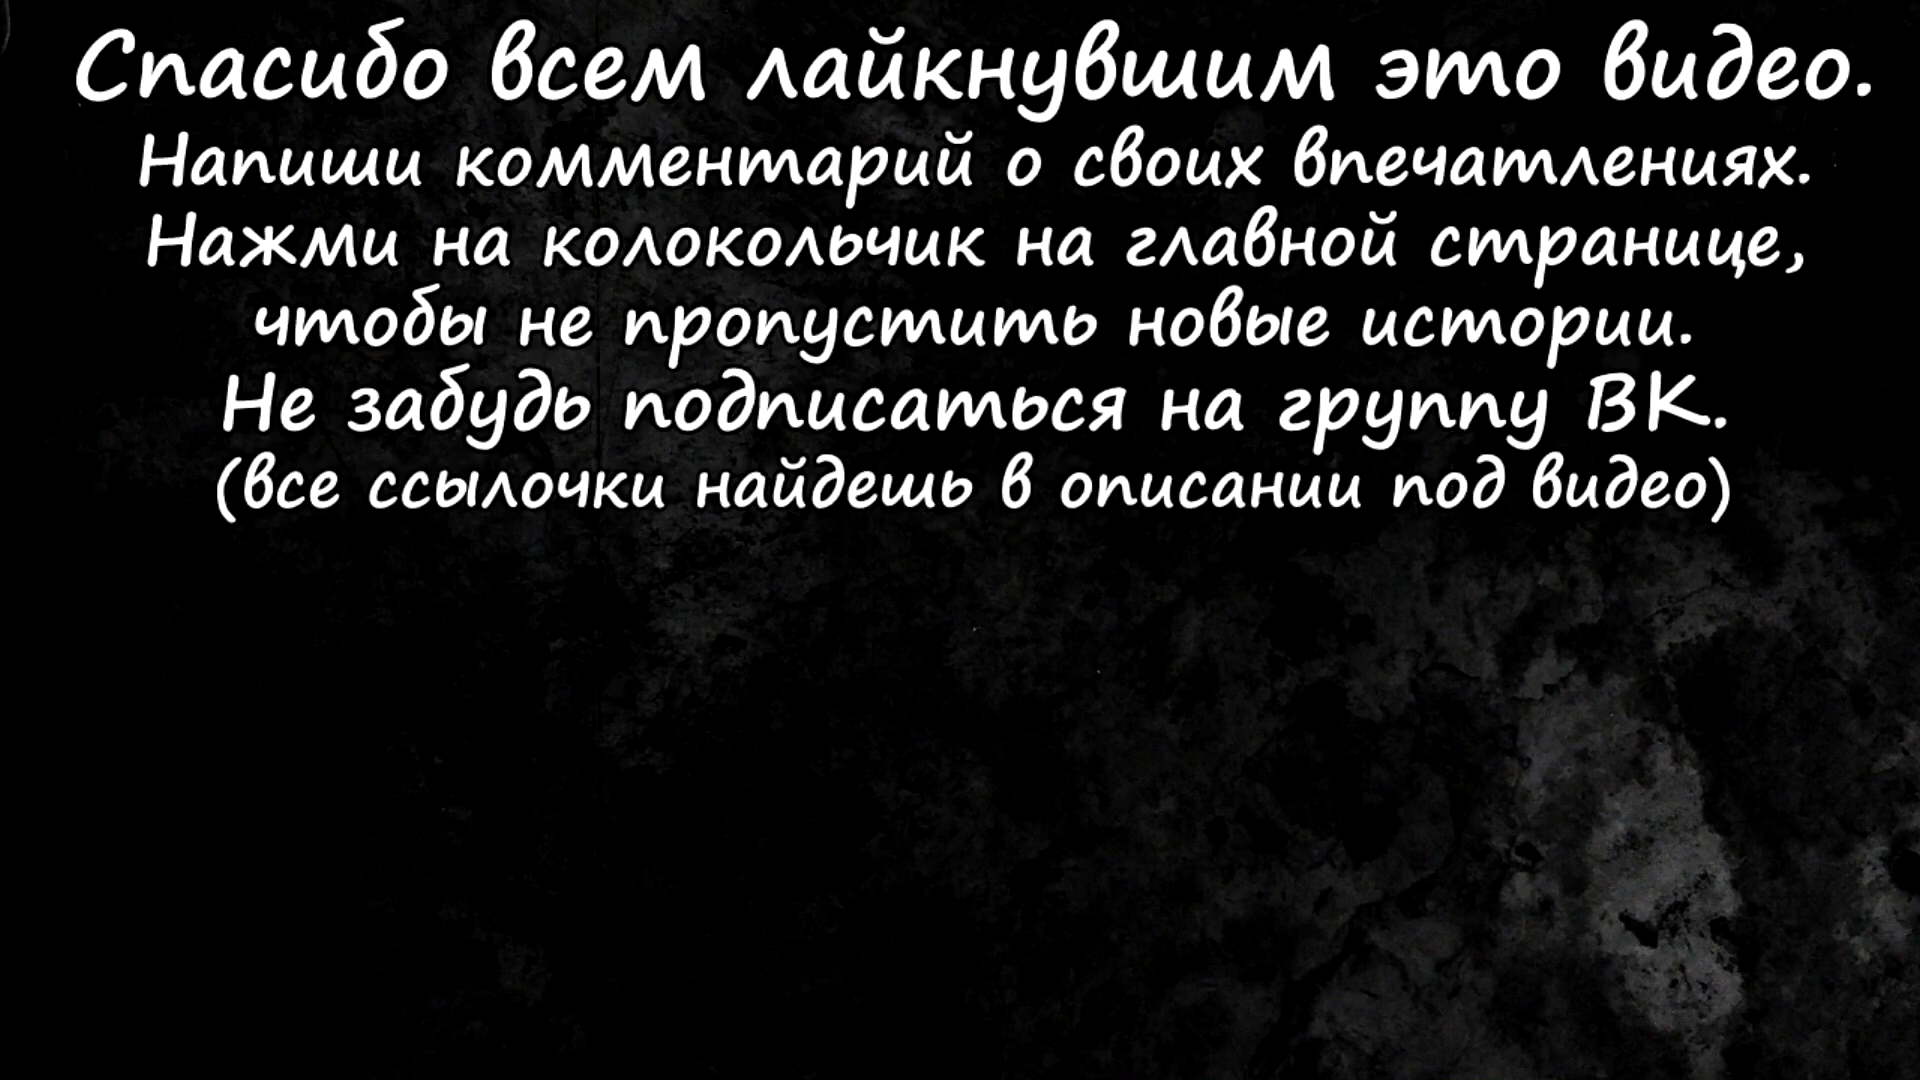 Спасибо всем лайкнувшим это видео.
Напиши комментарий о своих впечатлениях.
Нажми на колокольчик на главной странице,
чтобы не пропустить новые истории.
Не забудь подписаться на группу ВК.
(все ссылочки найдешь в описании под видео)